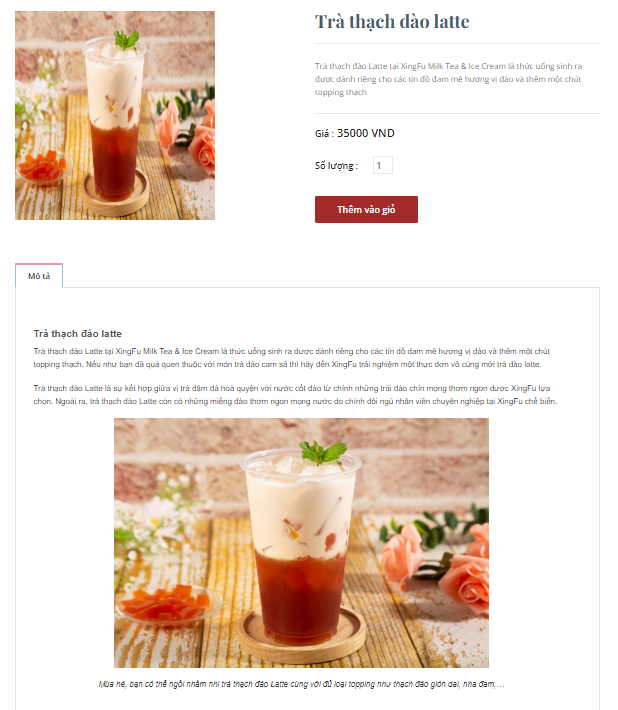 Trà thạch đào latte
Trà thạch đào Latte tại XingFu Milk Tea & Ice Cream là thức uống sinh ra
được dành riêng cho các tín đồ đam mê hương vị đào và thêm một chút
topping thạch
Giá : 35000 VND
Số lượng : 1
Thêm vào giỏ
Mô tả
Trà thạch đào latte
Trà thạch đào Latte tại XingFu Milk Tea & Ice Cream là thức uống sinh ra được dành riêng cho các tín đồ đam mê hương vị đào và thêm một chút
topping thạch. Nếu như bạn đã quá quen thuộc với món trà đào cam sả thì hãy đến XingFu trải nghiệm một thực đơn vô cùng mới trà đào latte.
Trà thạch đào Latte là sự kết hợp giữa vị trà đậm đà hoà quyện với nước cốt đào từ chính những trái đào chín mọng thơm ngon được XingFu lựa
chọn. Ngoài ra, trà thạch đào Latte còn có những miếng đào thơm ngon mọng nước do chính đội ngũ nhân viên chuyên nghiệp tại XingFu chế biến.
Mùa hè, bạn có thể ngồi nhâm nhi trà thạch đào Latte cùng với đủ loại topping như thạch đào giòn dai, nha đam,…